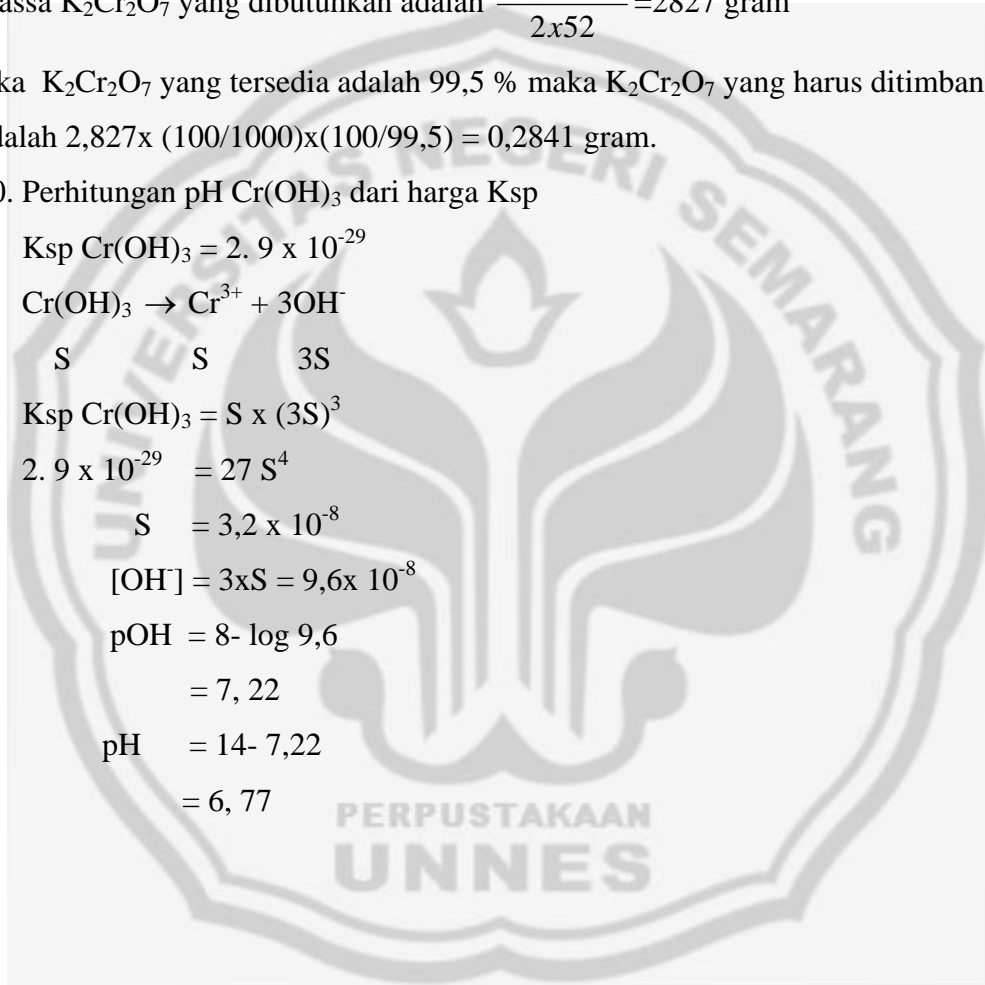 K₂Cr₂O₇ yang dibutuhkan adalah =2827 gram
2x52
K₂Cr₂O₇ yang tersedia adalah 99,5 % maka K₂Cr₂O₇ yang harus ditimban
2,827x (100/1000)x(100/99,5) = 0,2841 gram.
. Perhitungan pH Cr(OH)₃ dari harga Ksp
Ksp Cr(OH)₃ = 2. 9 x 10⁻²⁹
Cr(OH)₃ → Cr³⁺ + 3OH⁻
S S 3S
Ksp Cr(OH)₃ = S x (3S)³
2. 9 x 10⁻²⁹ = 27 S⁴
S = 3,2 x 10⁻⁸
[OH⁻] = 3xS = 9,6x 10⁻⁸
pOH = 8- log 9,6
= 7, 22
pH = 14- 7,22
= 6, 77
UNIVERSITAS NEGERI SEMARANG
PERPUSTAKAAN
UNNES